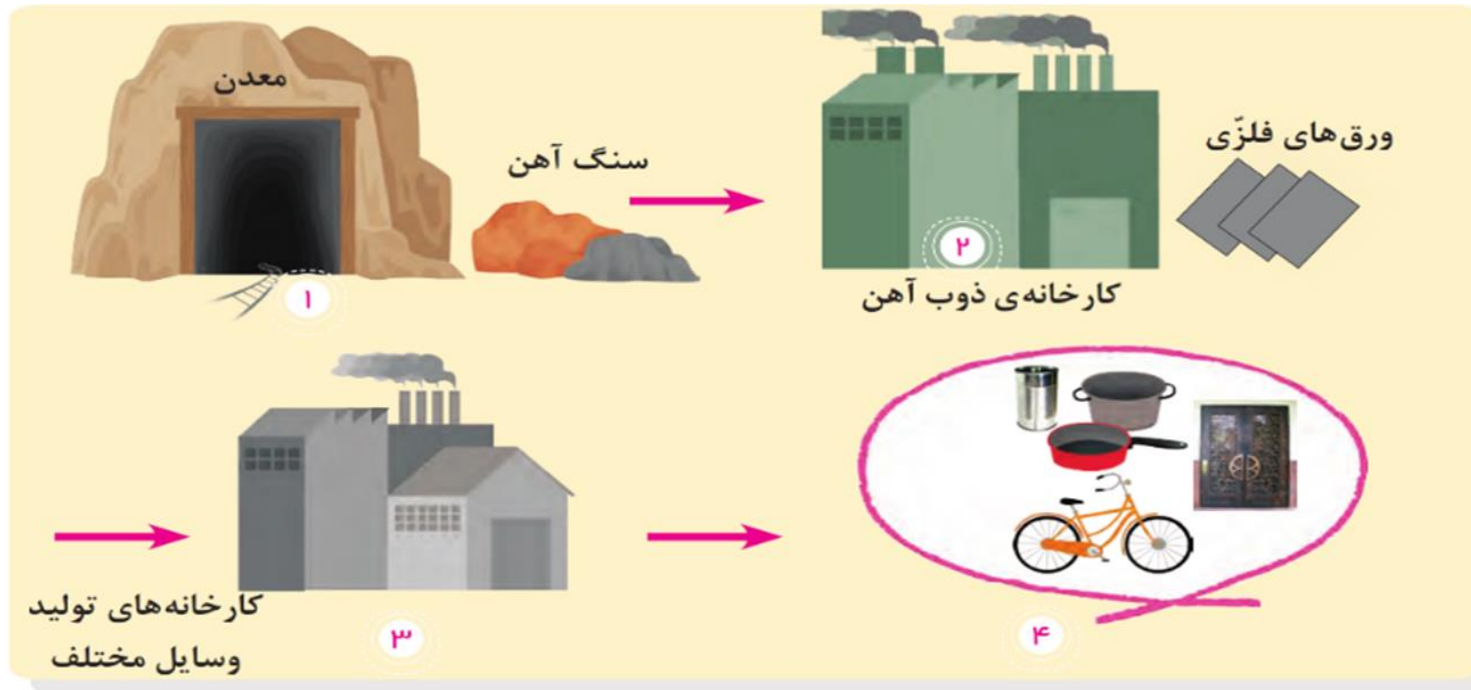 معدن
سنگ آهن
۱
ورق‌های فلزّی
۲
کارخانه‌ی ذوب آهن
کارخانه‌های تولید
وسایل مختلف
۳
۴